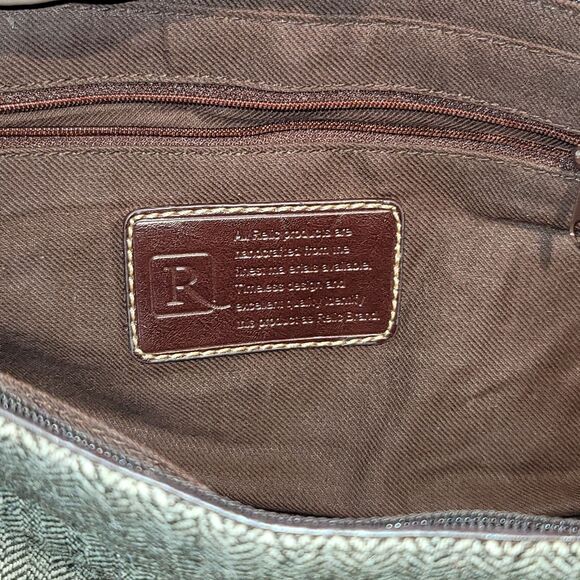 R
All Relic products are
handcrafted from the
finest materials available.
Timeless design and
excellent quality identify
this product as Relic Brand.